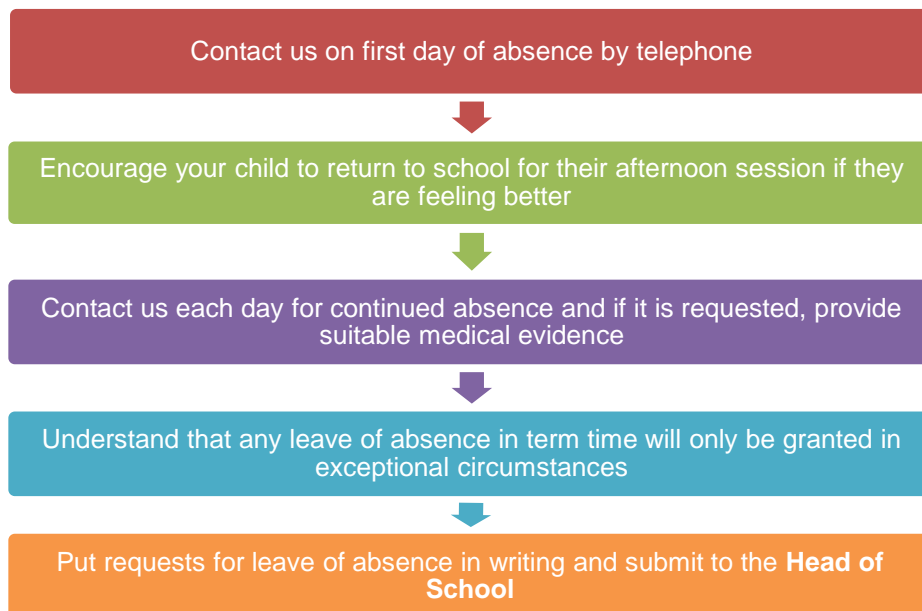 Contact us on first day of absence by telephone
Encourage your child to return to school for their afternoon session if they
are feeling better
Contact us each day for continued absence and if it is requested, provide
suitable medical evidence
Understand that any leave of absence in term time will only be granted in
exceptional circumstances
Put requests for leave of absence in writing and submit to the Head of
School